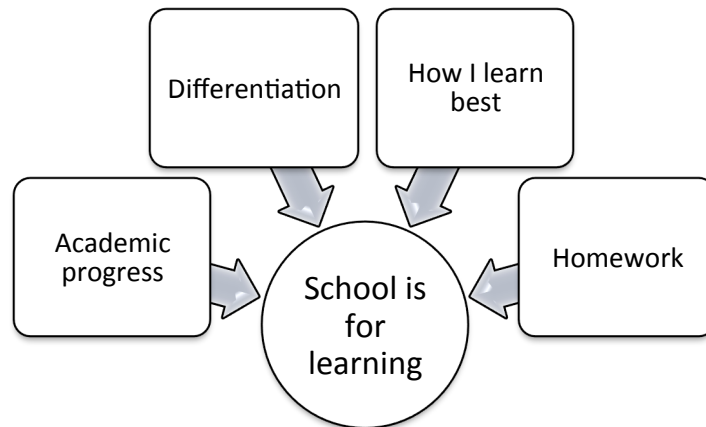 Differentiation
How I learn
best
Academic
progress
Homework
School is
for
learning